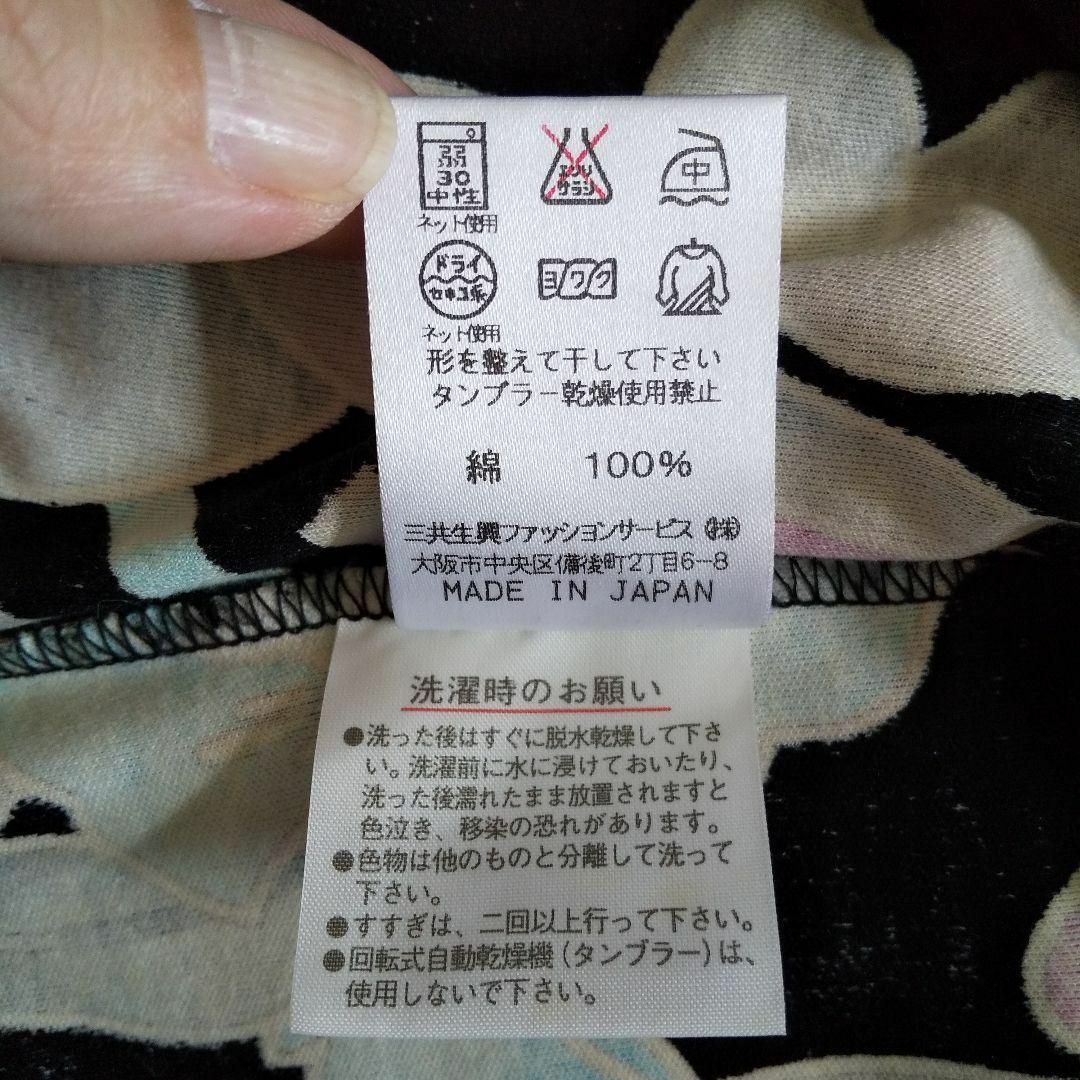 弱
30
中性
ネット使用
エンソ
サラシ
中
ドライ
セキユ系
ネット使用
ヨワク
形を整えて干して下さい
タンブラー乾燥使用禁止
綿 100%
三共生興ファッションサービス㈱
大阪市中央区備後町2丁目6-8
MADE IN JAPAN
洗濯時のお願い
●洗った後はすぐに脱水乾燥して下さ
い。洗濯前に水に浸けておいたり、
洗った後濡れたまま放置されますと
色泣き、移染の恐れがあります。
●色物は他のものと分離して洗って
下さい。
●すすぎは、二回以上行って下さい。
●回転式自動乾燥機(タンブラー)は、
使用しないで下さい。